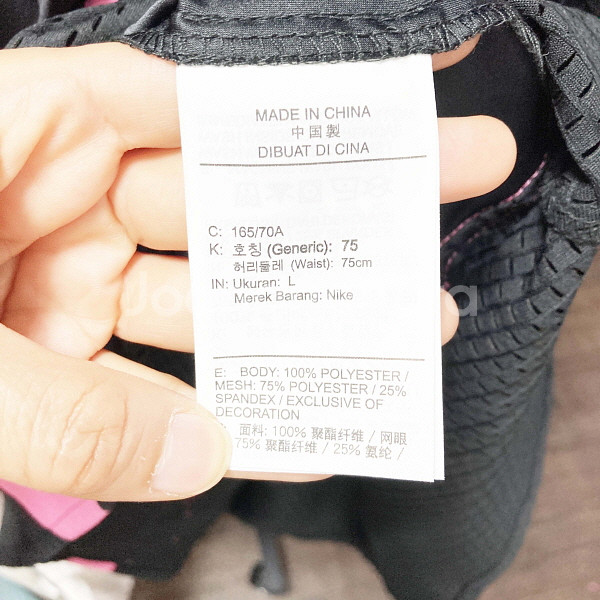 MADE IN CHINA
中国製
DIBUAT DI CINA
C: 165/70A
K: 호칭 (Generic): 75
허리둘레 (Waist): 75cm
IN: Ukuran: L
Merek Barang: Nike
E: BODY: 100% POLYESTER /
MESH: 75% POLYESTER / 25%
SPANDEX / EXCLUSIVE OF
DECORATION
面料: 100% 聚酯纤维 / 网眼
75% 聚酯纤维 / 25% 氨纶 /